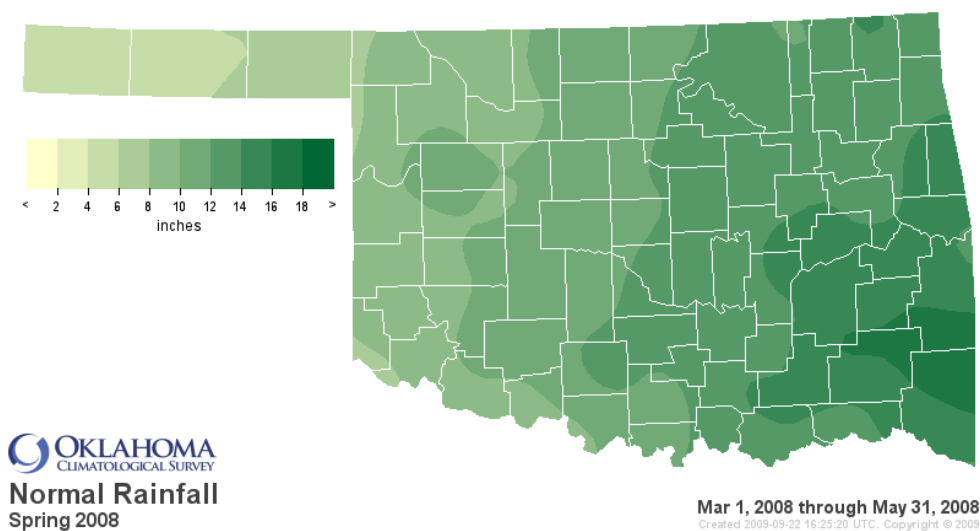 < 2 4 6 8 10 12 14 16 18 >
inches
OKLAHOMA
CLIMATOLOGICAL SURVEY
Normal Rainfall
Spring 2008
Mar 1, 2008 through May 31, 2008
Created 2009-09-22 16:25:20 UTC. Copyright © 2009